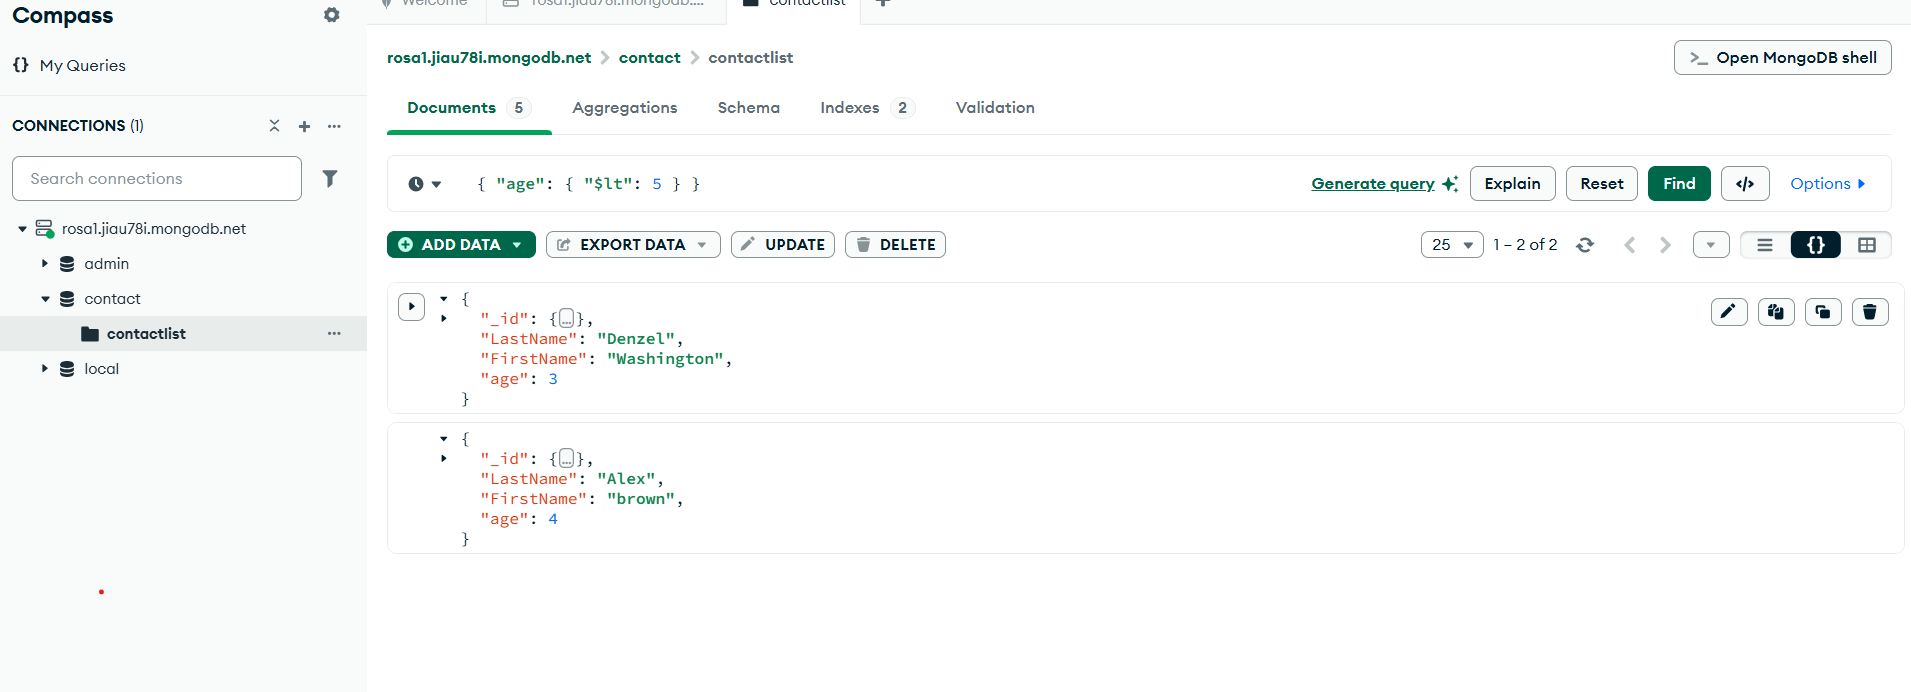 Compass
My Queries
CONNECTIONS (1)
Search connections
rosa1.jiau78i.mongodb.net
admin
contact
contactlist
local
Welcome
rosa1.jiau78i.mongodb....
contactlist
rosa1.jiau78i.mongodb.net > contact > contactlist
>_ Open MongoDB shell
Documents 5 Aggregations Schema Indexes 2 Validation
{ "age": { "$lt": 5 } }
Generate query Explain Reset Find </> Options
ADD DATA EXPORT DATA UPDATE DELETE
25 1 – 2 of 2 {}
{
"_id": {…},
"LastName": "Denzel",
"FirstName": "Washington",
"age": 3
}
{
"_id": {…},
"LastName": "Alex",
"FirstName": "brown",
"age": 4
}